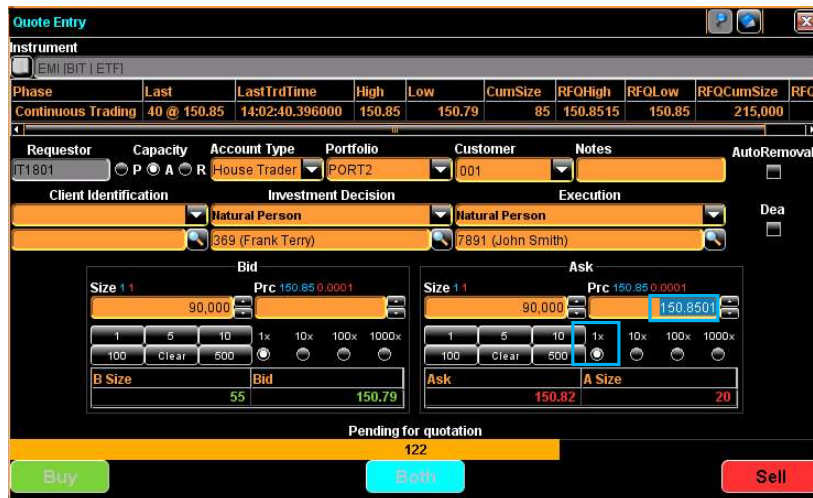 Quote Entry
Instrument
EMI [BIT | ETF]
Phase Last LastTrdTime High Low CumSize RFQHigh RFQLow RFQCumSize RFQ
Continuous Trading 40 @ 150.85 14:02:40.396000 150.85 150.79 85 150.8515 150.85 215,000
Requestor Capacity Account Type Portfolio Customer Notes AutoRemoval
IT1801 P A R House Trader PORT2 001
Client Identification Investment Decision Execution Dea
Natural Person Natural Person
369 (Frank Terry) 7891 (John Smith)
Bid Ask
Size 1 1 Prc 150.85 0.0001 Size 1 1 Prc 150.85 0.0001
90,000 90,000 150.8501
1 5 10 1x 10x 100x 1000x 1 5 10 1x 10x 100x 1000x
100 Clear 500 100 Clear 500
B Size Bid Ask A Size
55 150.79 150.82 20
Pending for quotation
122
Buy Both Sell